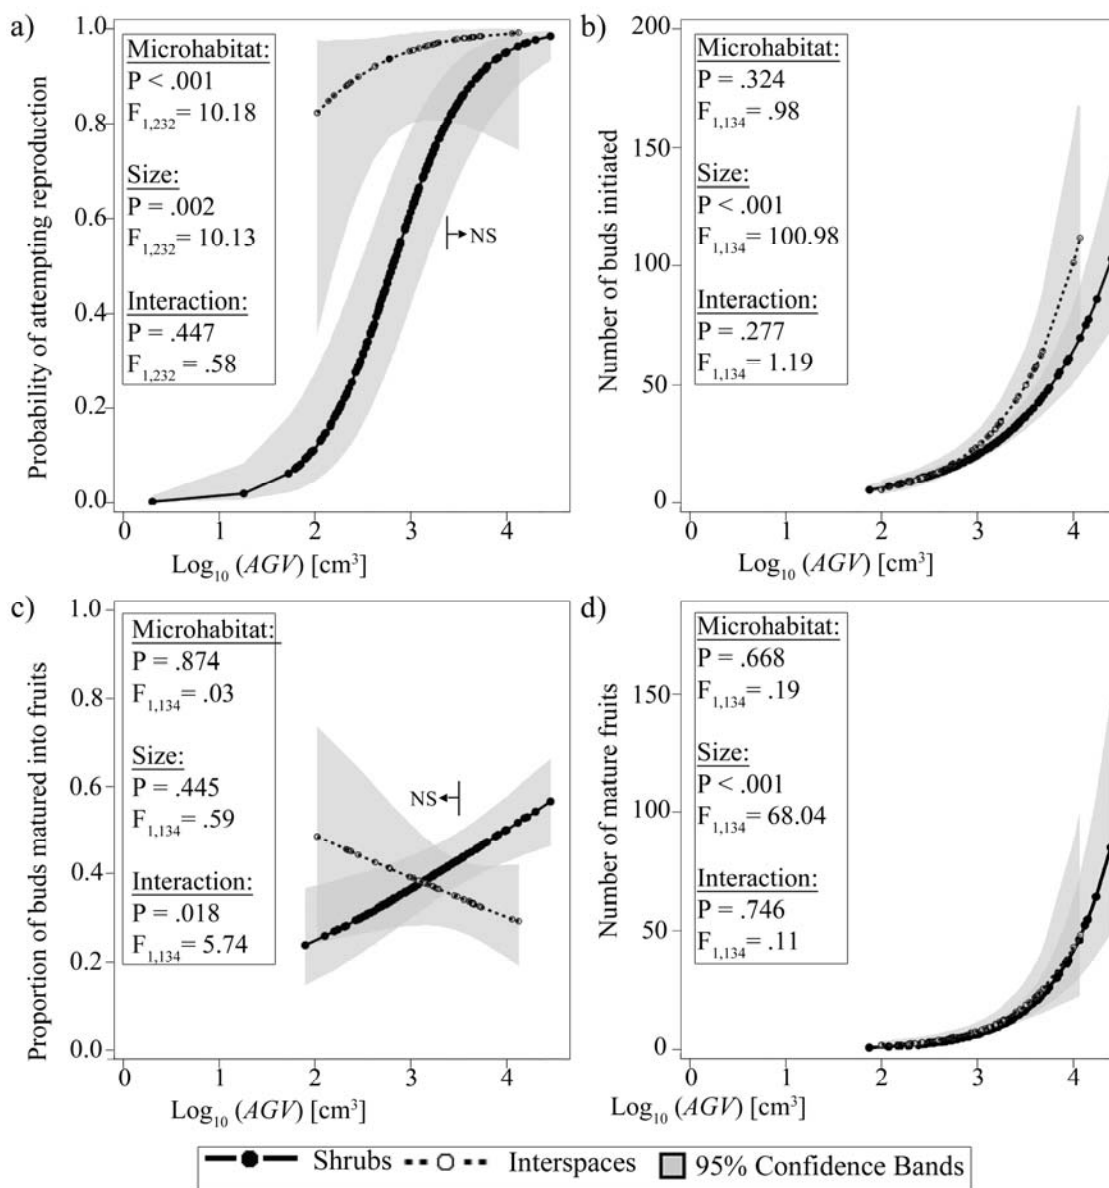 a)
1.0
0.8
0.6
0.4
0.2
0.0
Probability of attempting reproduction
Microhabitat:
P < .001
F1,232= 10.18
Size:
P = .002
F1,232= 10.13
Interaction:
P = .447
F1,232= .58
NS
0 1 2 3 4
Log10 (AGV) [cm³]
b)
200
150
100
50
0
Number of buds initiated
Microhabitat:
P = .324
F1,134= .98
Size:
P < .001
F1,134= 100.98
Interaction:
P = .277
F1,134= 1.19
0 1 2 3 4
Log10 (AGV) [cm³]
c)
1.0
0.8
0.6
0.4
0.2
0.0
Proportion of buds matured into fruits
Microhabitat:
P = .874
F1,134= .03
Size:
P = .445
F1,134= .59
Interaction:
P = .018
F1,134= 5.74
NS
0 1 2 3 4
Log10 (AGV) [cm³]
d)
150
100
50
0
Number of mature fruits
Microhabitat:
P = .668
F1,134= .19
Size:
P < .001
F1,134= 68.04
Interaction:
P = .746
F1,134= .11
0 1 2 3 4
Log10 (AGV) [cm³]
Shrubs Interspaces 95% Confidence Bands